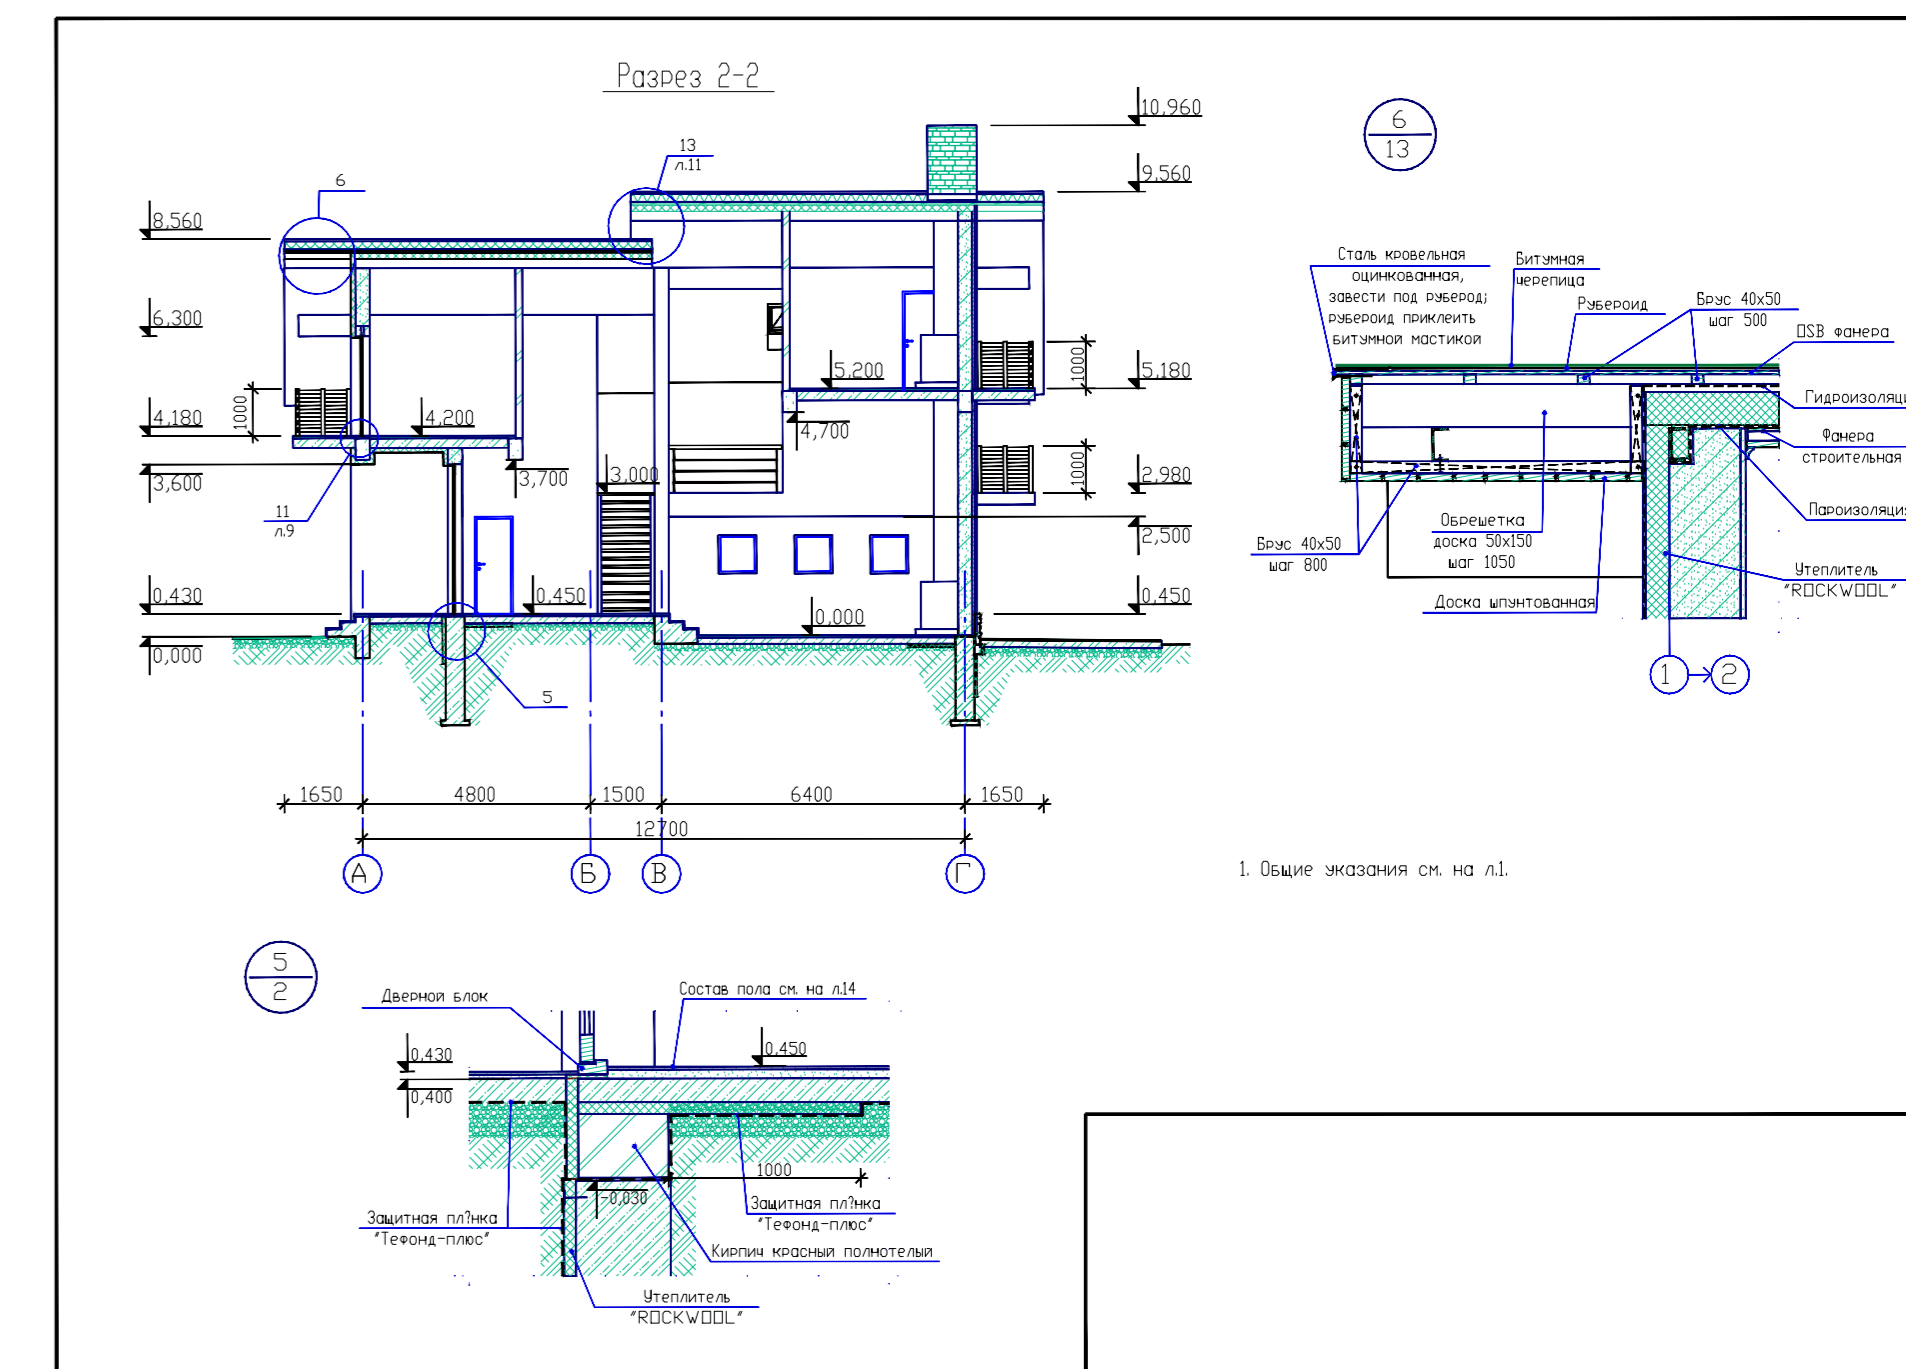 Разрез 2-2
10,960
6
13
13
л.11
9,560
6
8,560
6,300
4,180
3,600
0,430
0,000
1000
4,200
3,700
3,000
11
л.9
0,450
5
5,200
4,700
0,000
1000
5,180
1000
2,980
2,500
0,450
1650
4800
1500
6400
1650
12700
А
Б
В
Г
Сталь кровельная
оцинкованная,
завести под руберод;
рубероид приклеить
битумной мастикой
Битумная
черепица
Рубероид
Брус 40х50
шаг 500
OSB фанера
Фанера
строительная
Обрешетка
доска 50х150
шаг 1050
Брус 40х50
шаг 800
Доска шпунтованная
Утеплитель
"ROCKWOOL"
1
2
1. Общие указания см. на л.1.
5
2
Дверной блок
Состав пола см. на л.14
0,430
0,400
0,450
1000
-0,030
Защитная пл?нка
"Тефонд-плюс"
Защитная пл?нка
"Тефонд-плюс"
Кирпич красный полнотелый
Утеплитель
"ROCKWOOL"